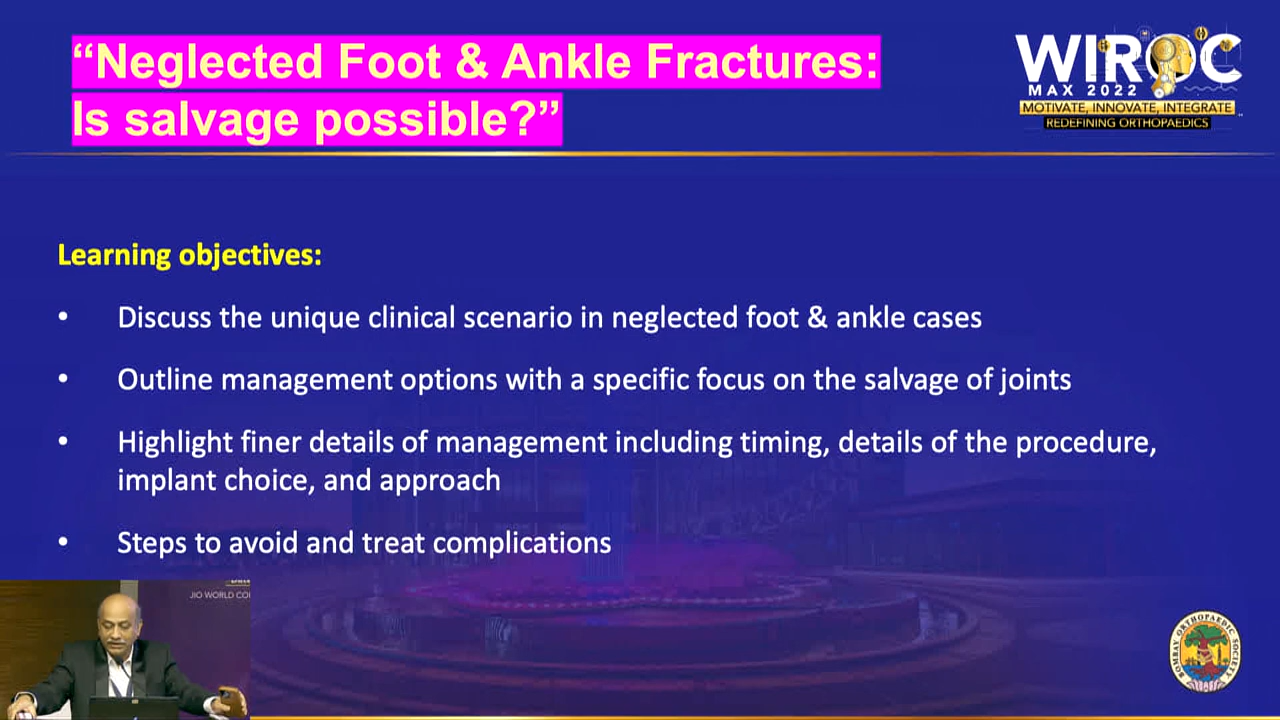 “Neglected Foot & Ankle Fractures:
Is salvage possible?”
WIROC
MAX 2022
MOTIVATE, INNOVATE, INTEGRATE
REDEFINING ORTHOPAEDICS
Learning objectives:
• Discuss the unique clinical scenario in neglected foot & ankle cases
• Outline management options with a specific focus on the salvage of joints
• Highlight finer details of management including timing, details of the procedure,
implant choice, and approach
• Steps to avoid and treat complications
JIO WORLD
BOMBAY ORTHOPAEDIC SOCIETY